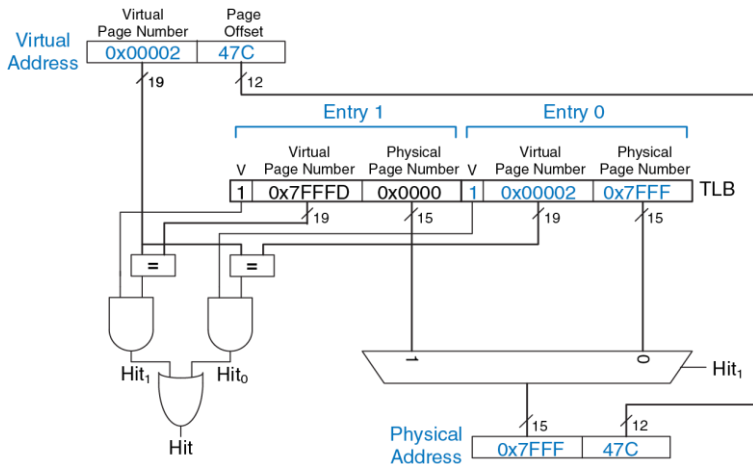 Virtual Page
Page Number Offset
Virtual Address 0x00002 47C
19 12
Entry 1 Entry 0
Virtual Physical Virtual Physical
V Page Number Page Number V Page Number Page Number
1 0x7FFFD 0x0000 1 0x00002 0x7FFF TLB
19 15 19 15
= =
1 0
Hit1 Hit0 Hit1
Hit
15 12
Physical Address 0x7FFF 47C